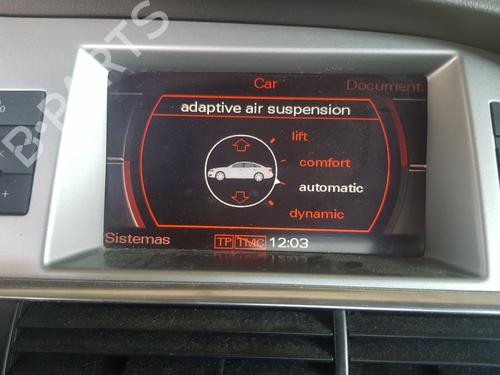 Car
Document.
adaptive air suspension
lift
comfort
automatic
dynamic
Sistemas
TP TMC 12:03
B-PARTS